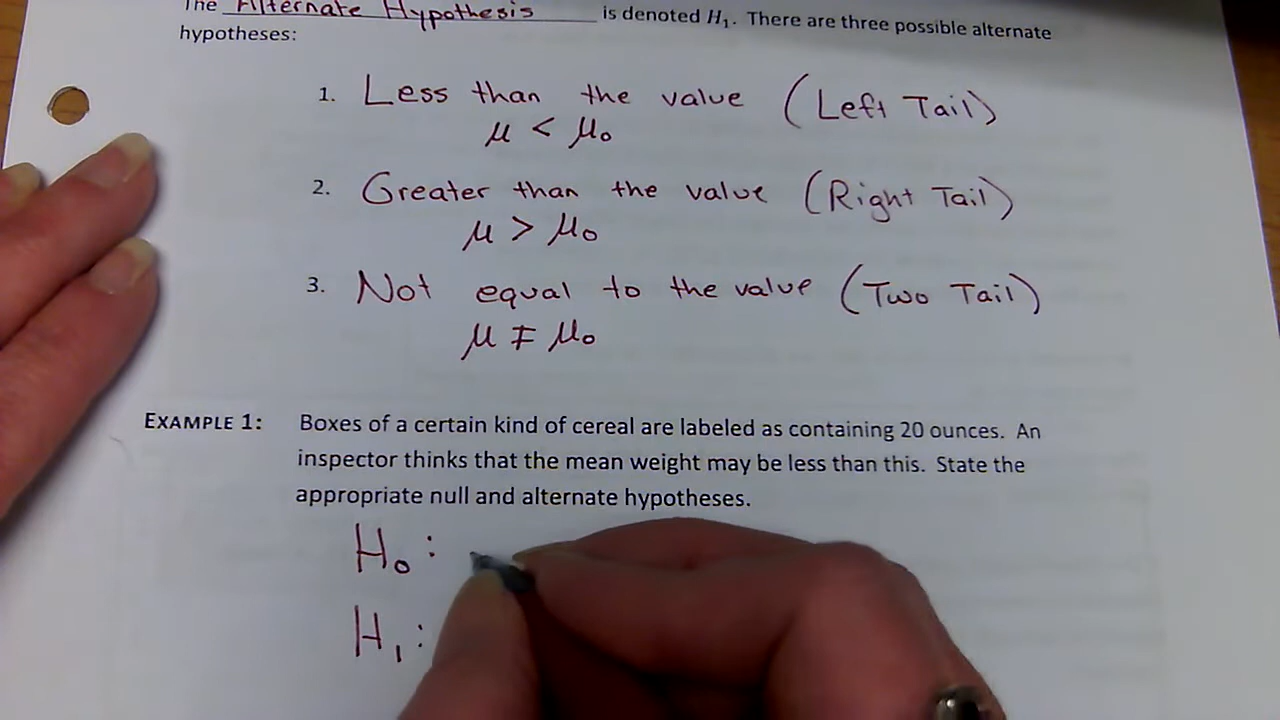 The Alternate Hypothesis is denoted H₁. There are three possible alternate
hypotheses:
1. Less than the value (Left Tail)
μ < μ₀
2. Greater than the value (Right Tail)
μ > μ₀
3. Not equal to the value (Two Tail)
μ ≠ μ₀
EXAMPLE 1: Boxes of a certain kind of cereal are labeled as containing 20 ounces. An
inspector thinks that the mean weight may be less than this. State the
appropriate null and alternate hypotheses.
H₀:
H₁: